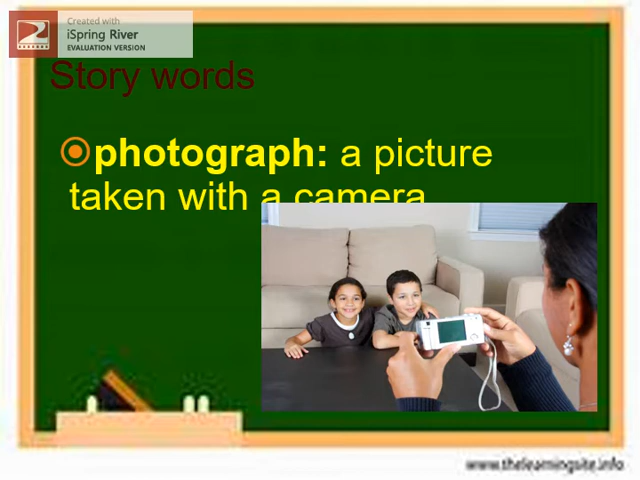 Created with
iSpring River
EVALUATION VERSION
Story words
photograph: a picture
taken with a camera
www.thelearningsite.info